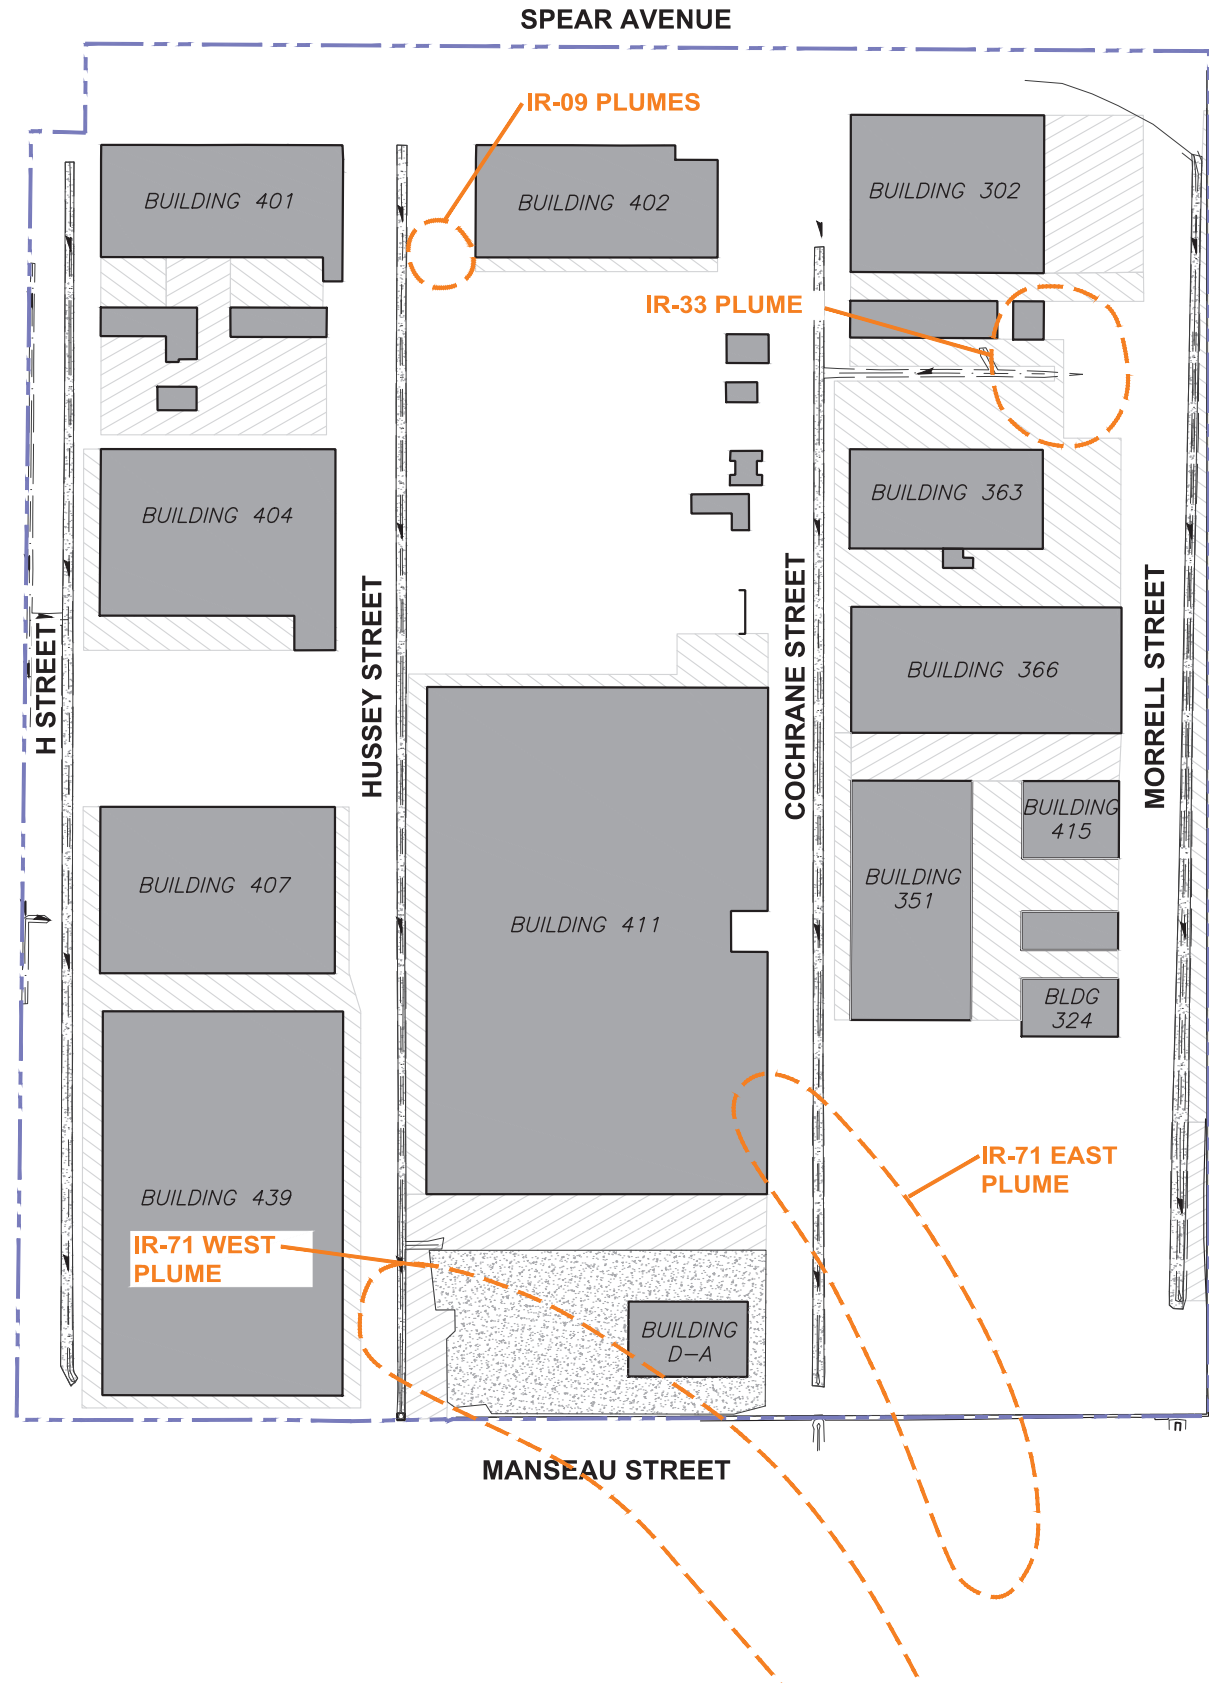 SPEAR AVENUE
IR-09 PLUMES
BUILDING 401
BUILDING 402
BUILDING 302
IR-33 PLUME
BUILDING 404
BUILDING 363
H STREET
HUSSEY STREET
COCHRANE STREET
MORRELL STREET
BUILDING 366
BUILDING
415
BUILDING 407
BUILDING 411
BUILDING
351
BLDG
324
BUILDING 439
IR-71 EAST
PLUME
IR-71 WEST
PLUME
BUILDING
D-A
MANSEAU STREET